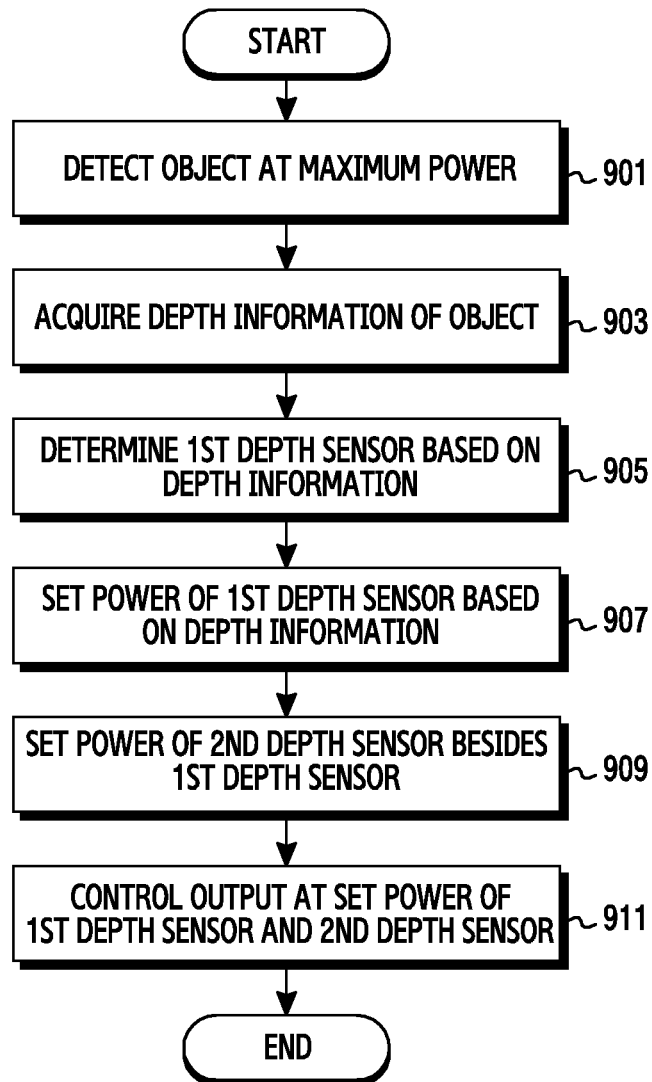 START
DETECT OBJECT AT MAXIMUM POWER
901
ACQUIRE DEPTH INFORMATION OF OBJECT
903
DETERMINE 1ST DEPTH SENSOR BASED ON
DEPTH INFORMATION
905
SET POWER OF 1ST DEPTH SENSOR BASED
ON DEPTH INFORMATION
907
SET POWER OF 2ND DEPTH SENSOR BESIDES
1ST DEPTH SENSOR
909
CONTROL OUTPUT AT SET POWER OF
1ST DEPTH SENSOR AND 2ND DEPTH SENSOR
911
END